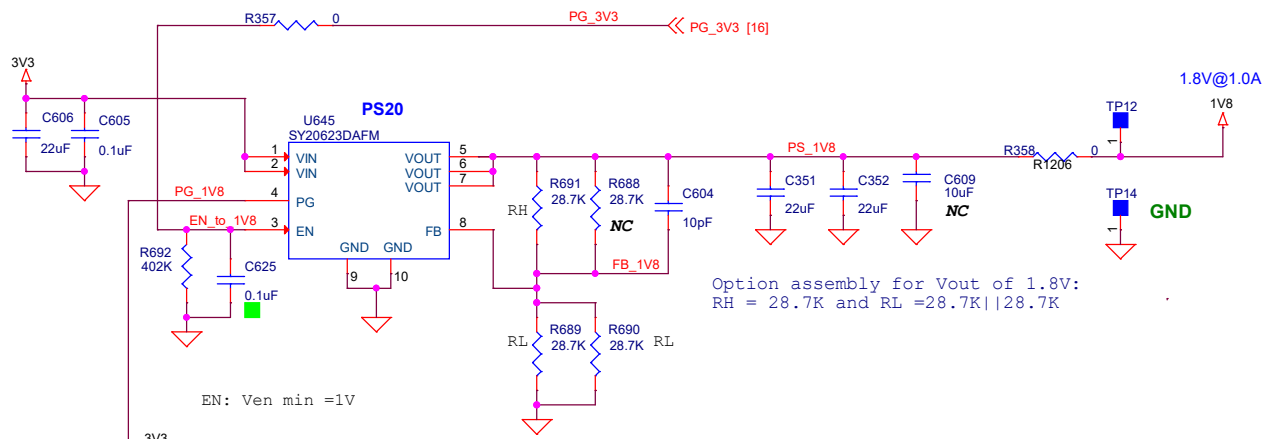 R357
0
PG_3V3
PG_3V3 [16]
3V3
1.8V@1.0A
PS20
TP12
1V8
C606
C605
U645
SY20623DAFM
22uF
0.1uF
1
VIN
VOUT
5
PS_1V8
R358
0
1
2
VIN
VOUT
6
R1206
VOUT
7
PG_1V8
4
PG
R691
28.7K
R688
28.7K
C604
C351
C352
C609
10uF
TP14
RH
NC
10pF
22uF
22uF
NC
GND
EN_to_1V8
3
EN
FB
8
1
R692
402K
C625
0.1uF
GND
GND
9
10
FB_1V8
Option assembly for Vout of 1.8V:
RH = 28.7K and RL =28.7K||28.7K
RL
R689
28.7K
R690
28.7K
RL
EN: Ven min =1V
3V3